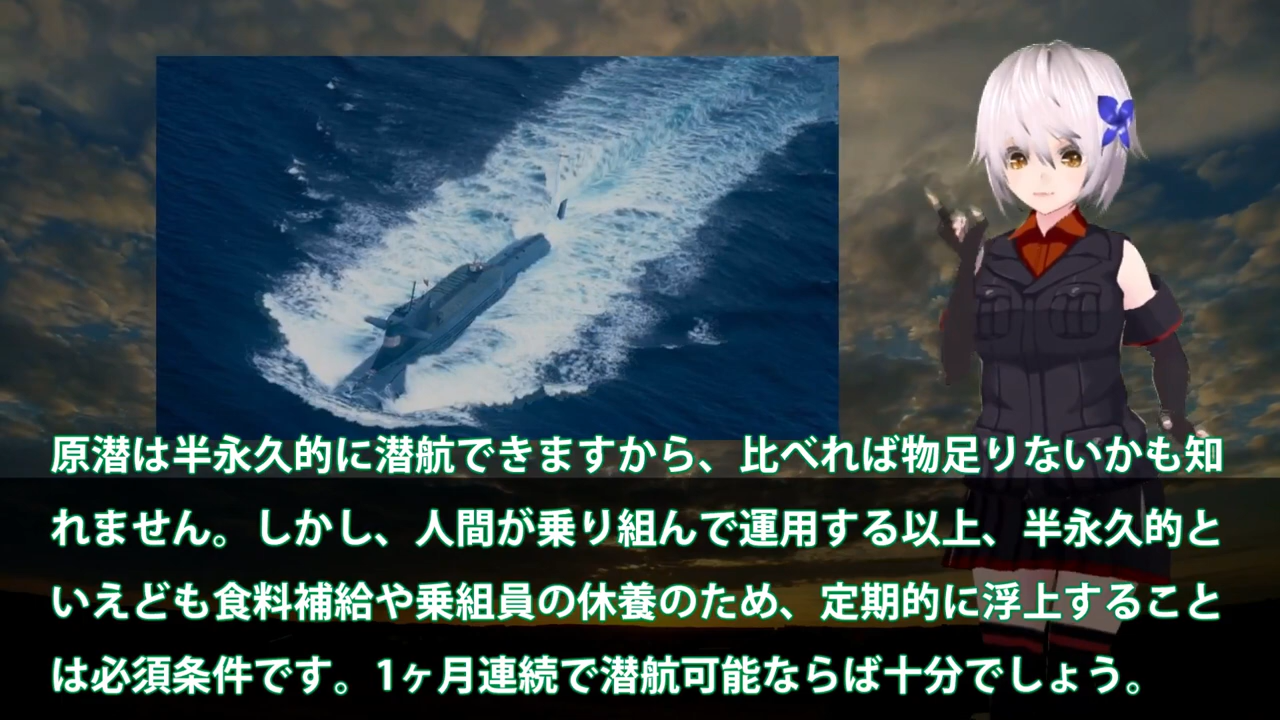 原潜は半永久的に潜航できますから、比べれば物足りないかも知
れません。しかし、人間が乗り組んで運用する以上、半永久的と
いえども食料補給や乗組員の休養のため、定期的に浮上すること
は必須条件です。1ヶ月連続で潜航可能ならば十分でしょう。